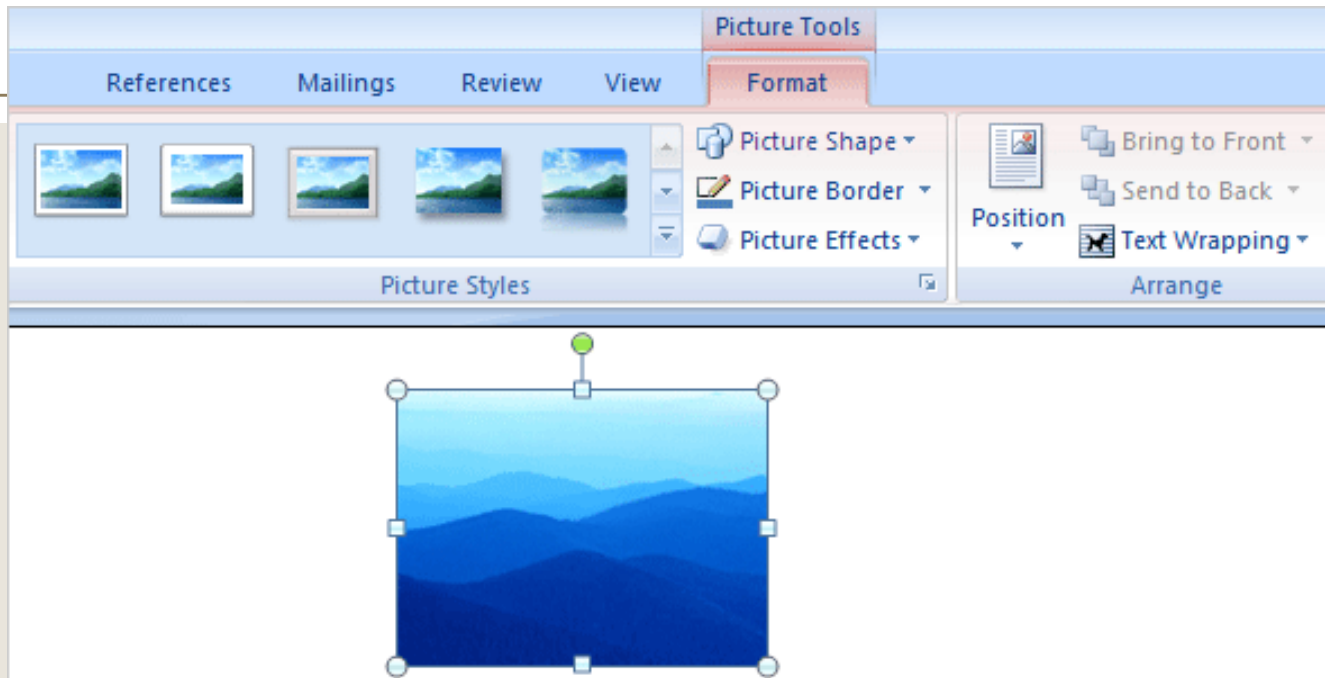 Picture Tools
References Mailings Review View Format
Picture Shape
Picture Border
Picture Effects
Picture Styles
Position
Bring to Front
Send to Back
Text Wrapping
Arrange